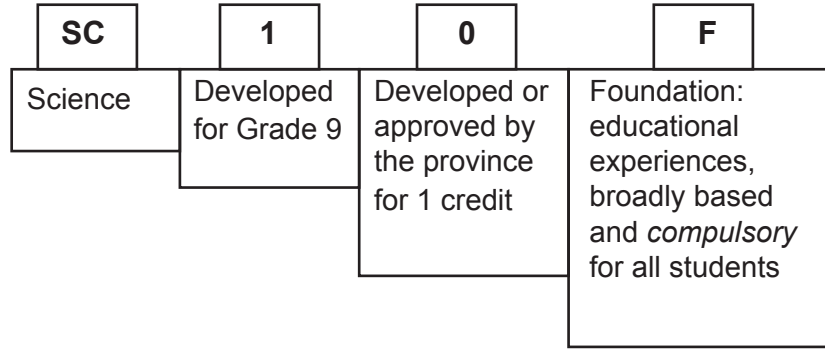 SC 1 0 F
Science
Developed
for Grade 9
Developed or
approved by
the province
for 1 credit
Foundation:
educational
experiences,
broadly based
and compulsory
for all students